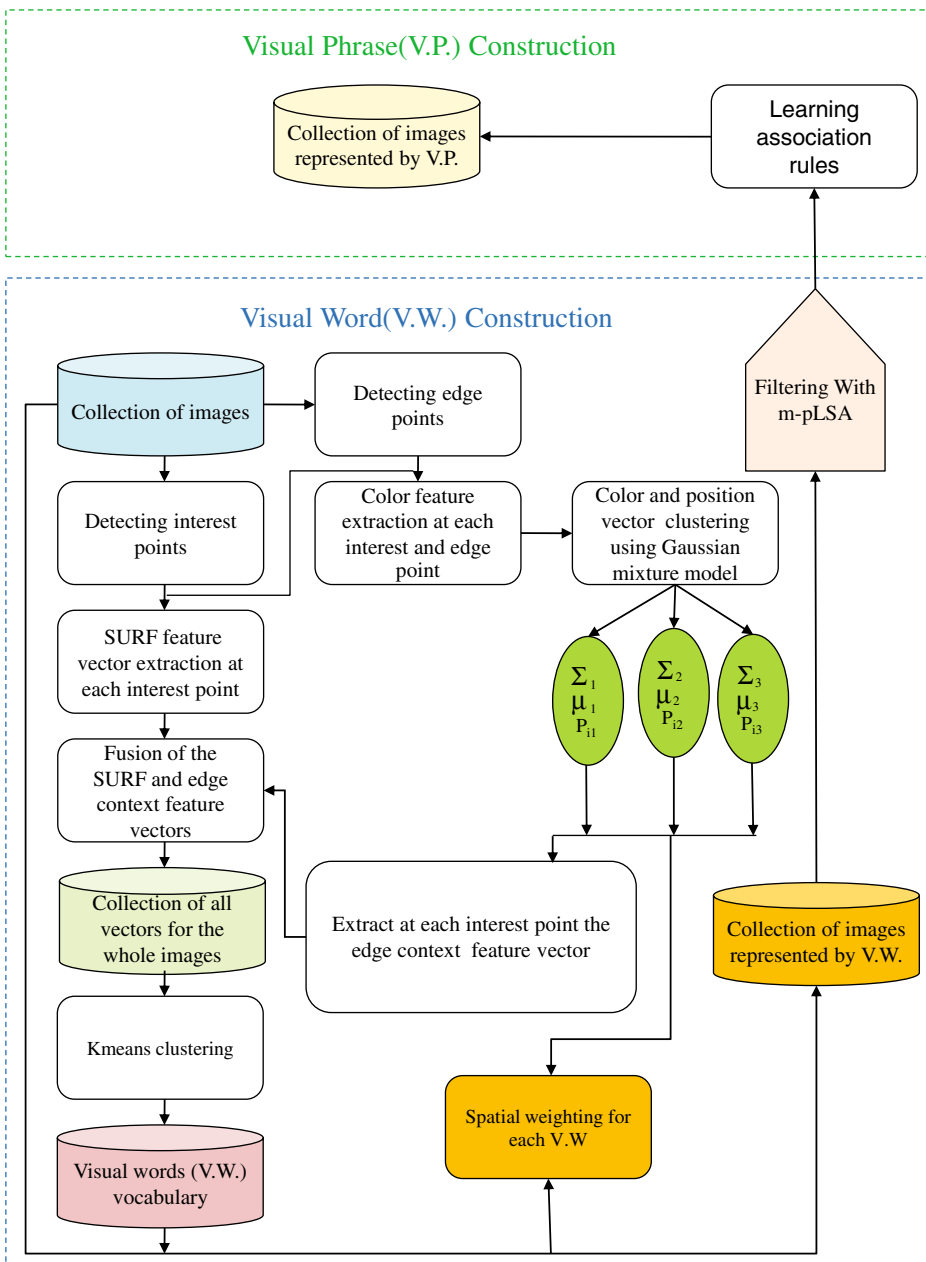 Visual Phrase(V.P.) Construction
Collection of images
represented by V.P.
Learning
association
rules
Visual Word(V.W.) Construction
Collection of images
Detecting edge
points
Filtering With
m-pLSA
Detecting interest
points
Color feature
extraction at each
interest and edge
point
Color and position
vector clustering
using Gaussian
mixture model
SURF feature
vector extraction at
each interest point
Σ1
μ1
Pi1
Σ2
μ2
Pi2
Σ3
μ3
Pi3
Fusion of the
SURF and edge
context feature
vectors
Collection of all
vectors for the
whole images
Extract at each interest point the
edge context feature vector
Collection of images
represented by V.W.
Kmeans clustering
Spatial weighting for
each V.W
Visual words (V.W.)
vocabulary